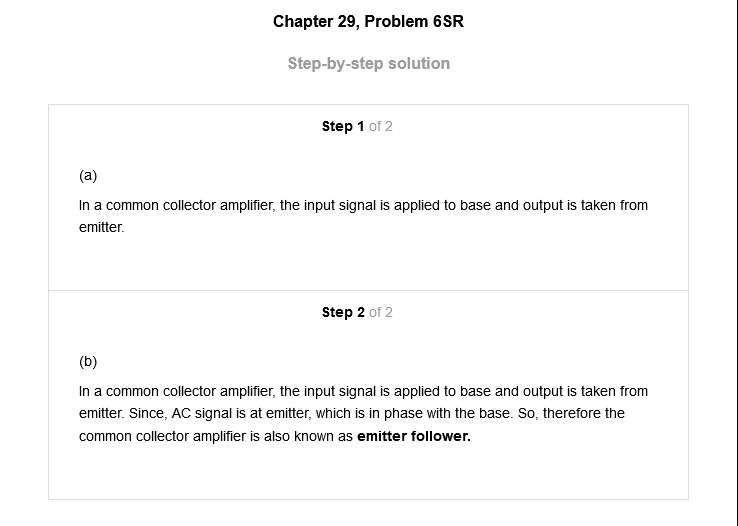 Chapter 29, Problem 6SR
Step-by-step solution
Step 1 of 2
(a)
In a common collector amplifier, the input signal is applied to base and output is taken from
emitter.
Step 2 of 2
(b)
In a common collector amplifier, the input signal is applied to base and output is taken from
emitter. Since, AC signal is at emitter, which is in phase with the base. So, therefore the
common collector amplifier is also known as emitter follower.